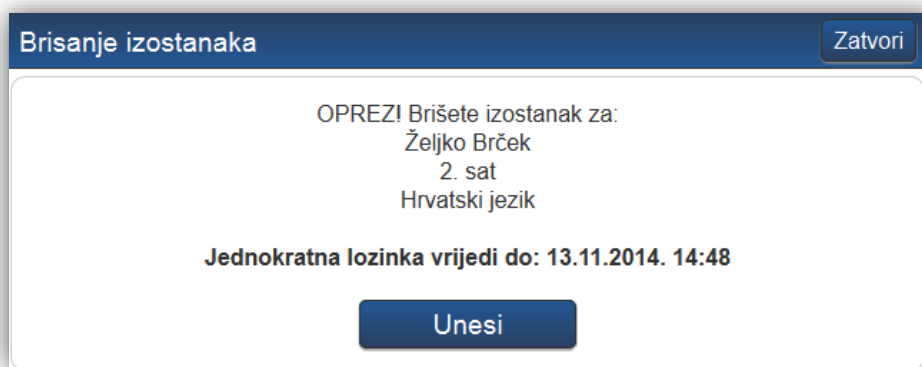 Brisanje izostanaka
Zatvori
OPREZ! Brišete izostanak za:
Željko Brček
2. sat
Hrvatski jezik
Jednokratna lozinka vrijedi do: 13.11.2014. 14:48
Unesi